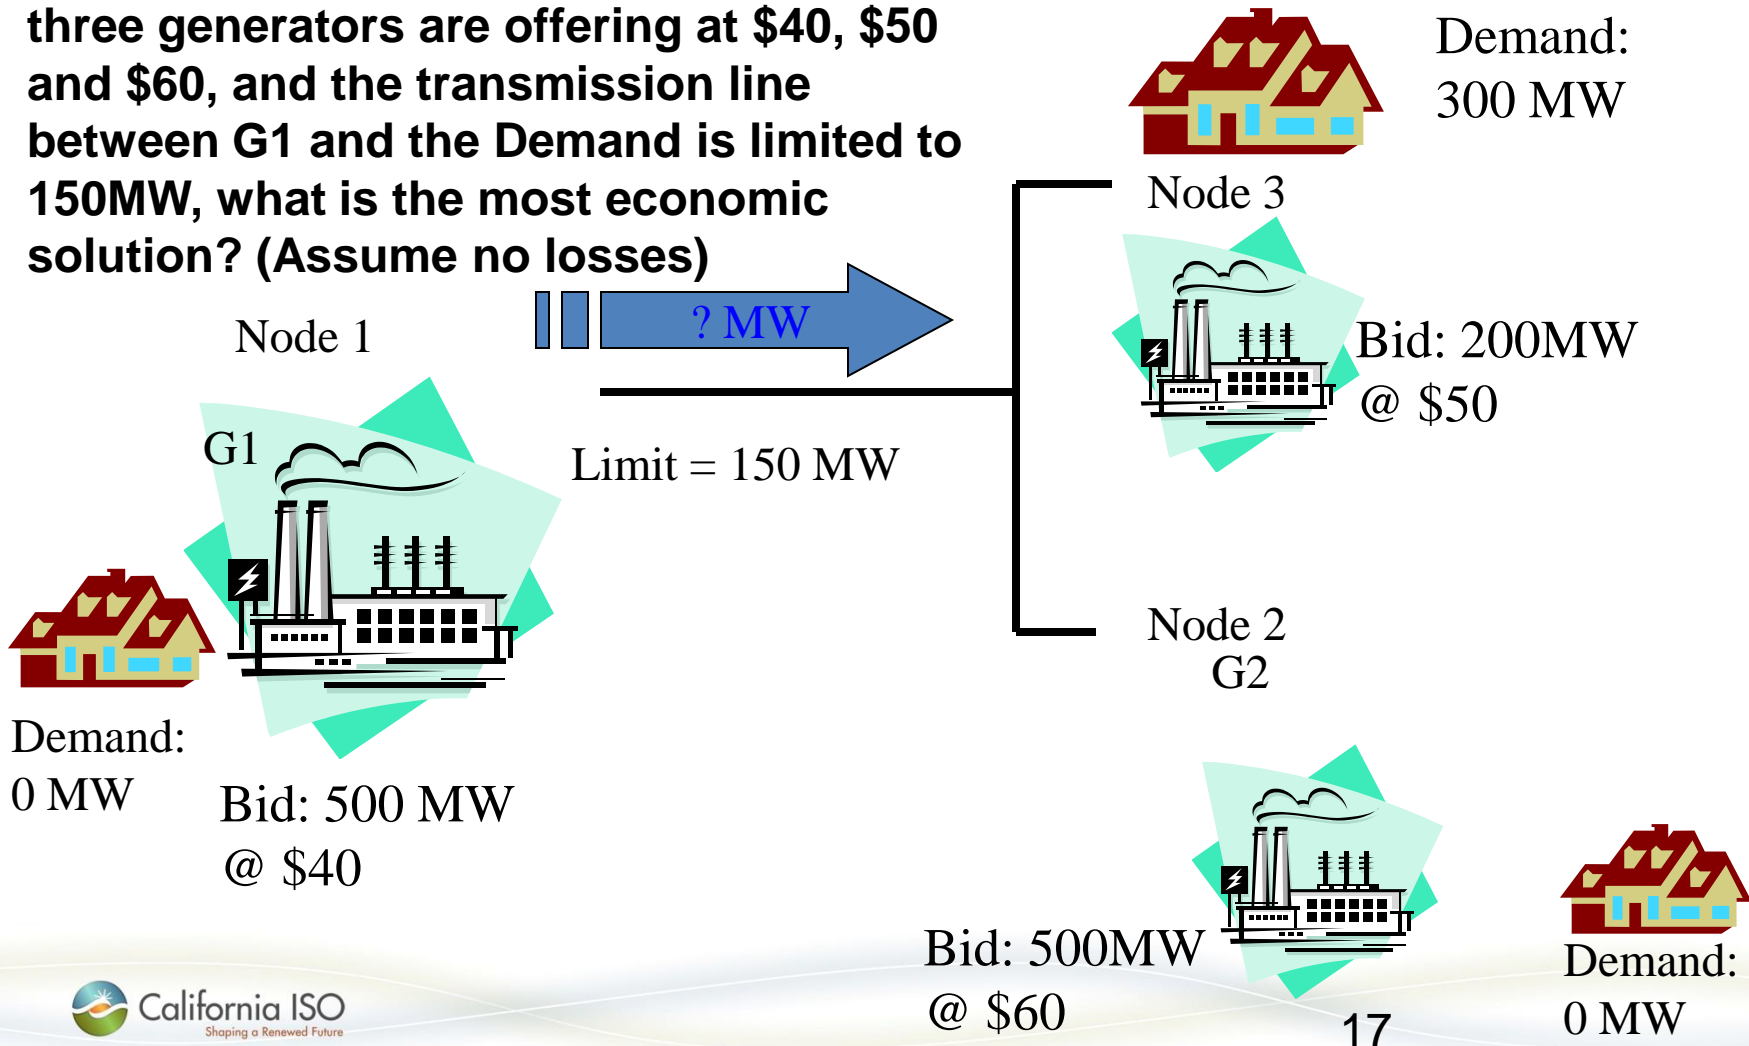 three generators are offering at $40, $50
and $60, and the transmission line
between G1 and the Demand is limited to
150MW, what is the most economic
solution? (Assume no losses)
Demand:
300 MW
Node 3
Node 1
? MW
Bid: 200MW
@ $50
G1
Limit = 150 MW
Node 2
G2
Demand:
0 MW
Bid: 500 MW
@ $40
Bid: 500MW
@ $60
Demand:
0 MW
California ISO
Shaping a Renewed Future
17